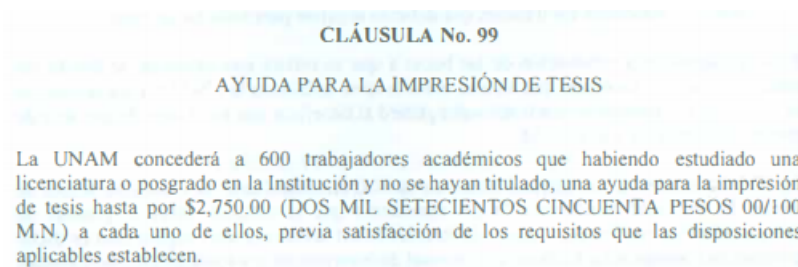 CLÁUSULA No. 99
AYUDA PARA LA IMPRESIÓN DE TESIS
La UNAM concederá a 600 trabajadores académicos que habiendo estudiado una
licenciatura o posgrado en la Institución y no se hayan titulado, una ayuda para la impresión
de tesis hasta por $2,750.00 (DOS MIL SETECIENTOS CINCUENTA PESOS 00/100
M.N.) a cada uno de ellos, previa satisfacción de los requisitos que las disposiciones
aplicables establecen.